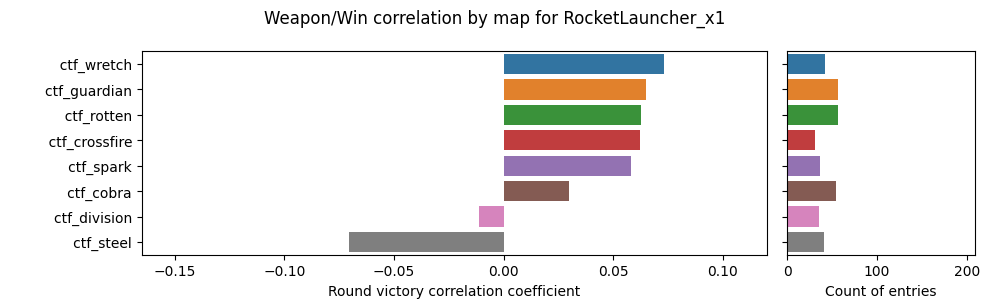 Weapon/Win correlation by map for RocketLauncher_x1
ctf_wretch
ctf_guardian
ctf_rotten
ctf_crossfire
ctf_spark
ctf_cobra
ctf_division
ctf_steel
−0.15 −0.10 −0.05 0.00 0.05 0.10
Round victory correlation coefficient
0 100 200
Count of entries